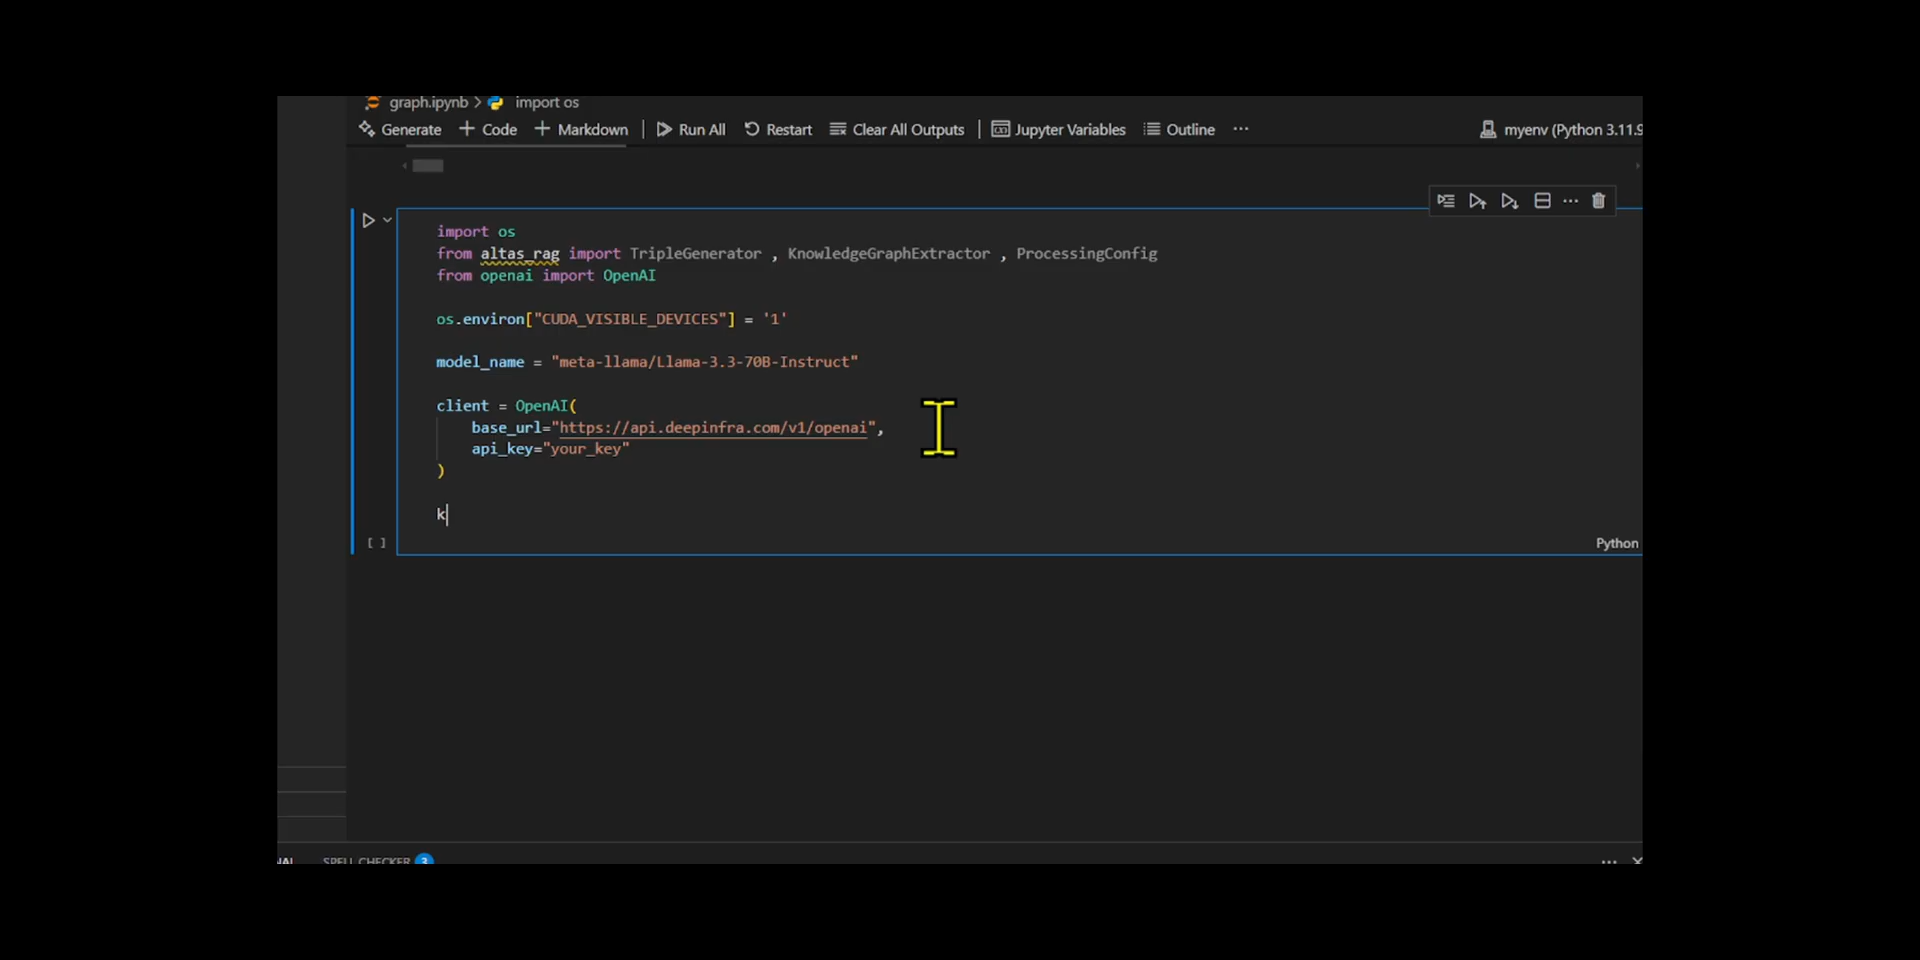 graph.ipynb > import os
Generate + Code + Markdown Run All Restart Clear All Outputs Jupyter Variables Outline ... myenv (Python 3.11.9
import os
from altas_rag import TripleGenerator , KnowledgeGraphExtractor , ProcessingConfig
from openai import OpenAI
os.environ["CUDA_VISIBLE_DEVICES"] = '1'
model_name = "meta-llama/Llama-3.3-70B-Instruct"
client = OpenAI(
base_url="https://api.deepinfra.com/v1/openai",
api_key="your_key"
)
k
[ ] Python
SPELL CHECKER 3